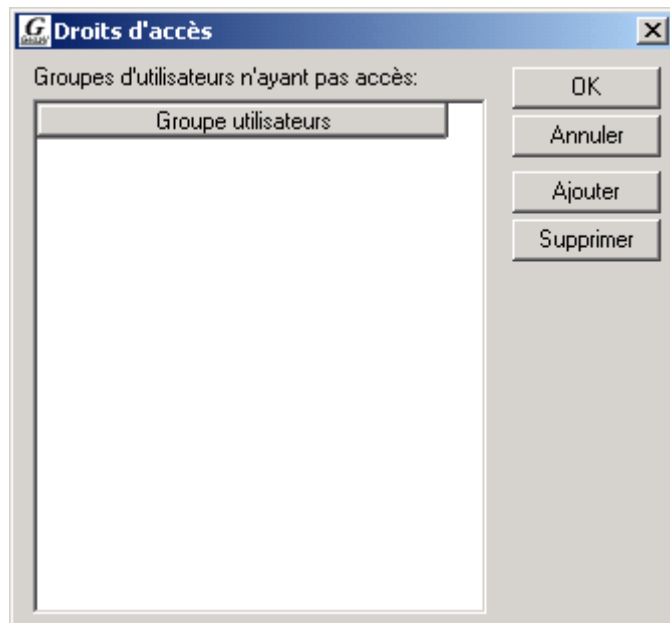 Droits d'accès
Groupes d'utilisateurs n'ayant pas accès:
Groupe utilisateurs
OK
Annuler
Ajouter
Supprimer